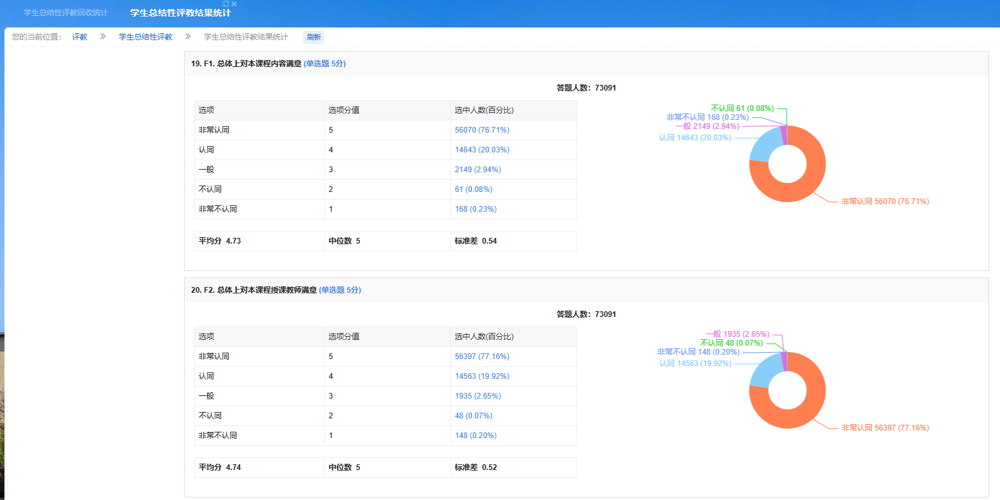 学生总结性评教回收统计 学生总结性评教结果统计
您的当前位置： 评教 学生总结性评教 学生总结性评教结果统计 刷新
19. F1. 总体上对本课程内容满意 (单选题 5分)
答题人数：73091
选项 选项分值 选中人数(百分比)
非常认同 5 56070 (76.71%)
认同 4 14643 (20.03%)
一般 3 2149 (2.94%)
不认同 2 61 (0.08%)
非常不认同 1 168 (0.23%)
平均分 4.73 中位数 5 标准差 0.54
不认同 61 (0.08%)
非常不认同 168 (0.23%)
一般 2149 (2.94%)
认同 14643 (20.03%)
非常认同 56070 (76.71%)
20. F2. 总体上对本课程授课教师满意 (单选题 5分)
答题人数：73091
选项 选项分值 选中人数(百分比)
非常认同 5 56397 (77.16%)
认同 4 14563 (19.92%)
一般 3 1935 (2.65%)
不认同 2 48 (0.07%)
非常不认同 1 148 (0.20%)
平均分 4.74 中位数 5 标准差 0.52
一般 1935 (2.65%)
不认同 48 (0.07%)
非常不认同 148 (0.20%)
认同 14563 (19.92%)
非常认同 56397 (77.16%)